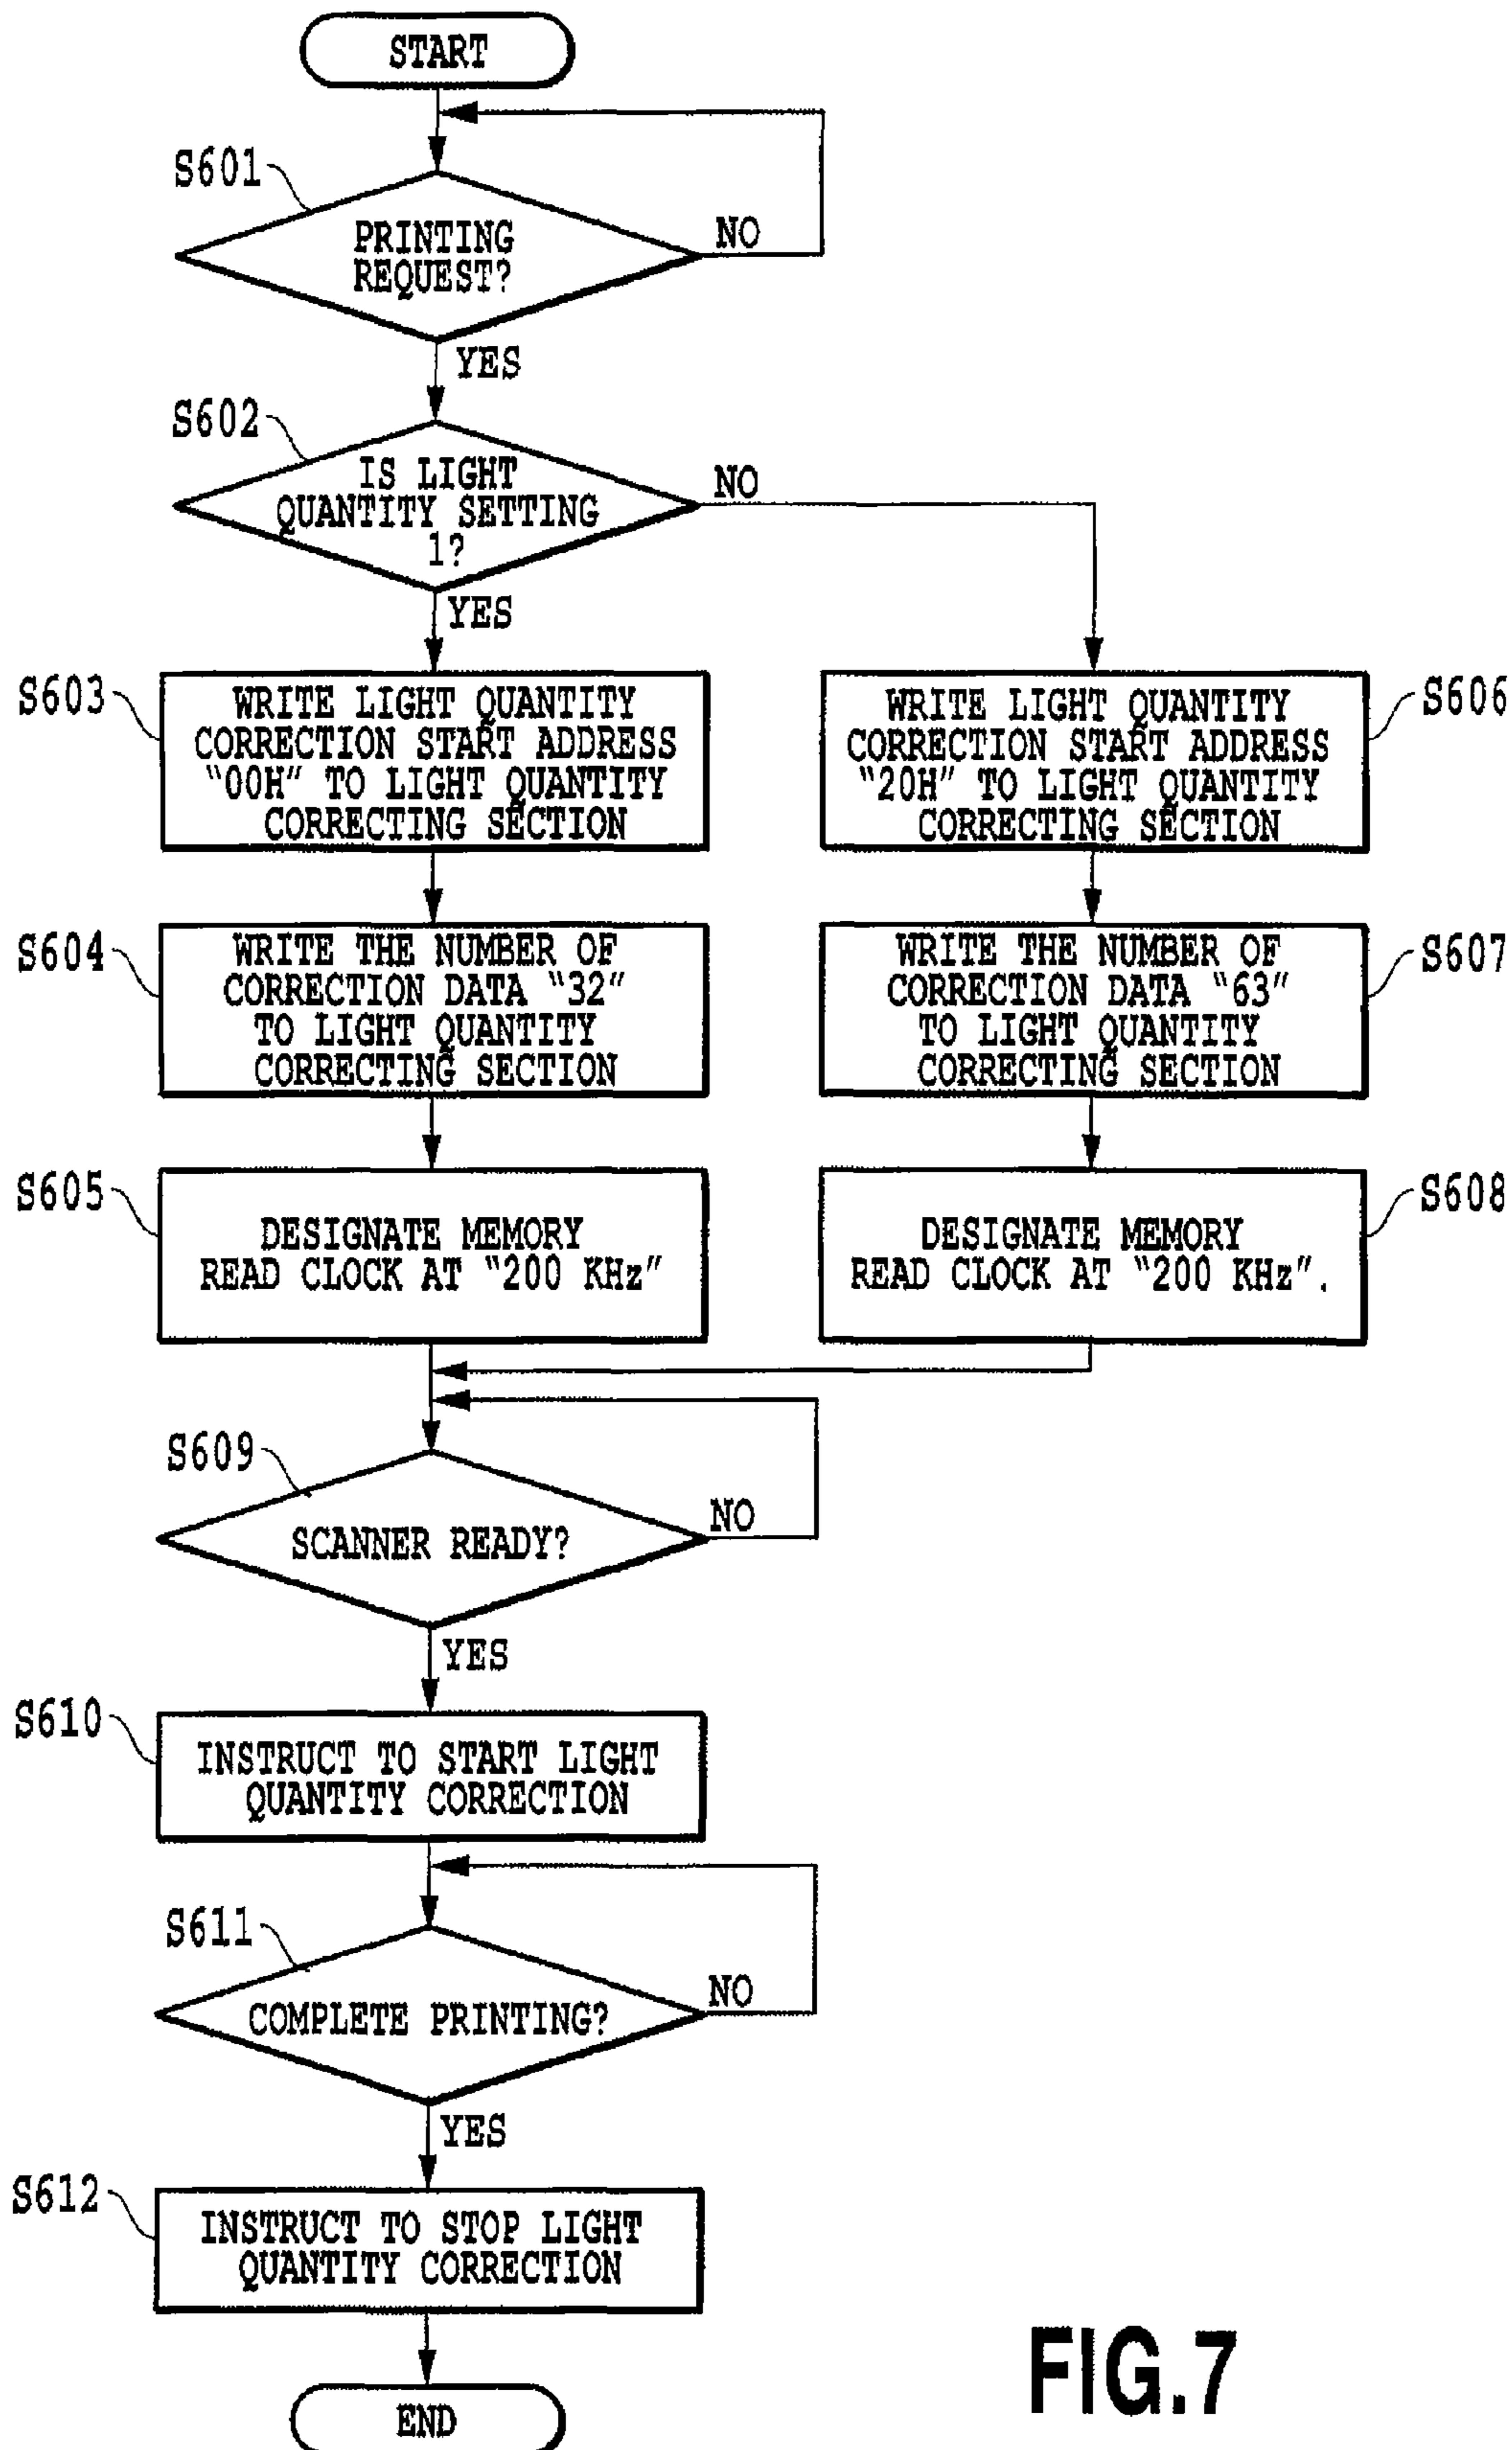 START
S601
PRINTING
REQUEST?
NO
YES
S602
IS LIGHT
QUANTITY SETTING
1?
NO
YES
S603
WRITE LIGHT QUANTITY
CORRECTION START ADDRESS
“00H” TO LIGHT QUANTITY
CORRECTING SECTION
WRITE LIGHT QUANTITY
CORRECTION START ADDRESS
“20H” TO LIGHT QUANTITY
CORRECTING SECTION
S606
S604
WRITE THE NUMBER OF
CORRECTION DATA “32”
TO LIGHT QUANTITY
CORRECTING SECTION
WRITE THE NUMBER OF
CORRECTION DATA “63”
TO LIGHT QUANTITY
CORRECTING SECTION
S607
S605
DESIGNATE MEMORY
READ CLOCK AT “200 KHz”
DESIGNATE MEMORY
READ CLOCK AT “200 KHz”.
S608
S609
SCANNER READY?
NO
YES
S610
INSTRUCT TO START LIGHT
QUANTITY CORRECTION
S611
COMPLETE PRINTING?
NO
YES
S612
INSTRUCT TO STOP LIGHT
QUANTITY CORRECTION
END
FIG.7